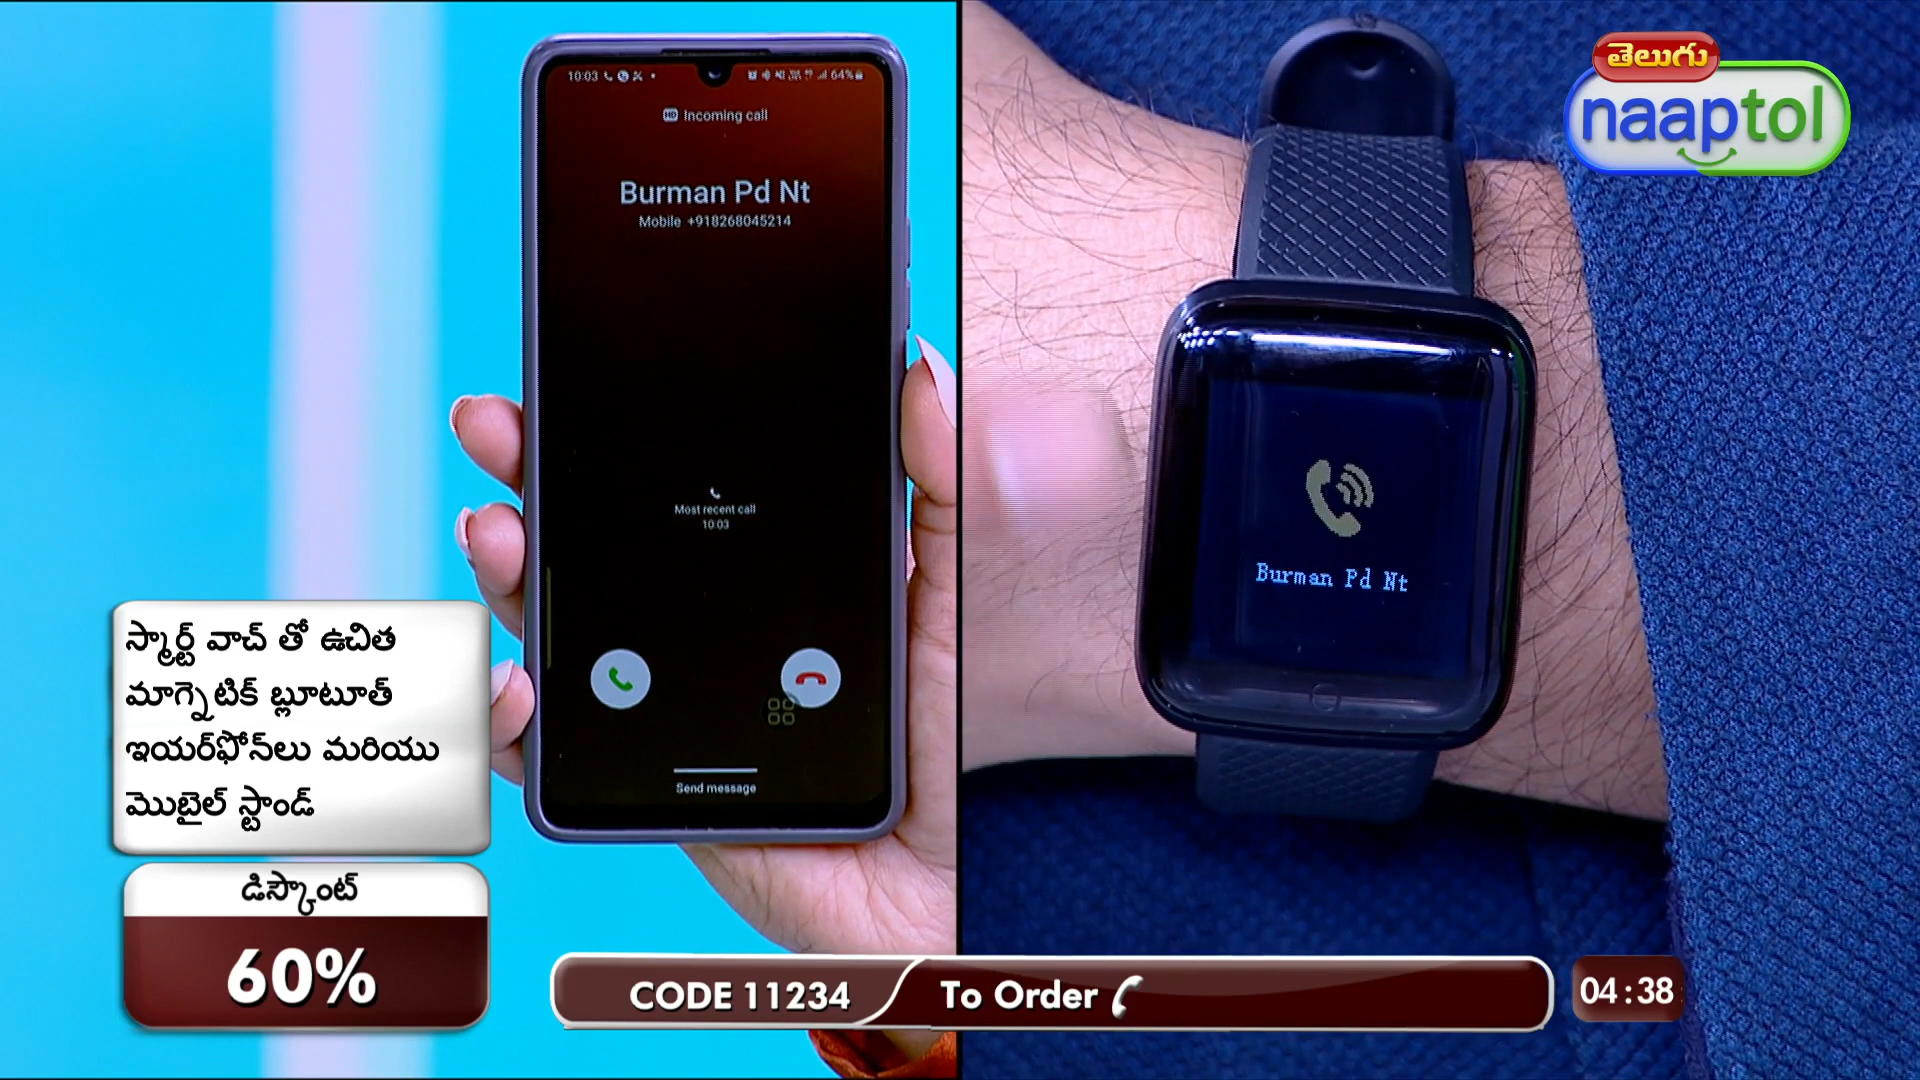 10:03
64%
Incoming call
Burman Pd Nt
Mobile +918268045214
Most recent call
10:03
Send message
Burman Pd Nt
తెలుగు
naaptol
స్మార్ట్ వాచ్ తో ఉచిత
మాగ్నెటిక్ బ్లూటూత్
ఇయర్‌ఫోన్‌లు మరియు
మొబైల్ స్టాండ్
డిస్కౌంట్
60%
CODE 11234
To Order
04:38